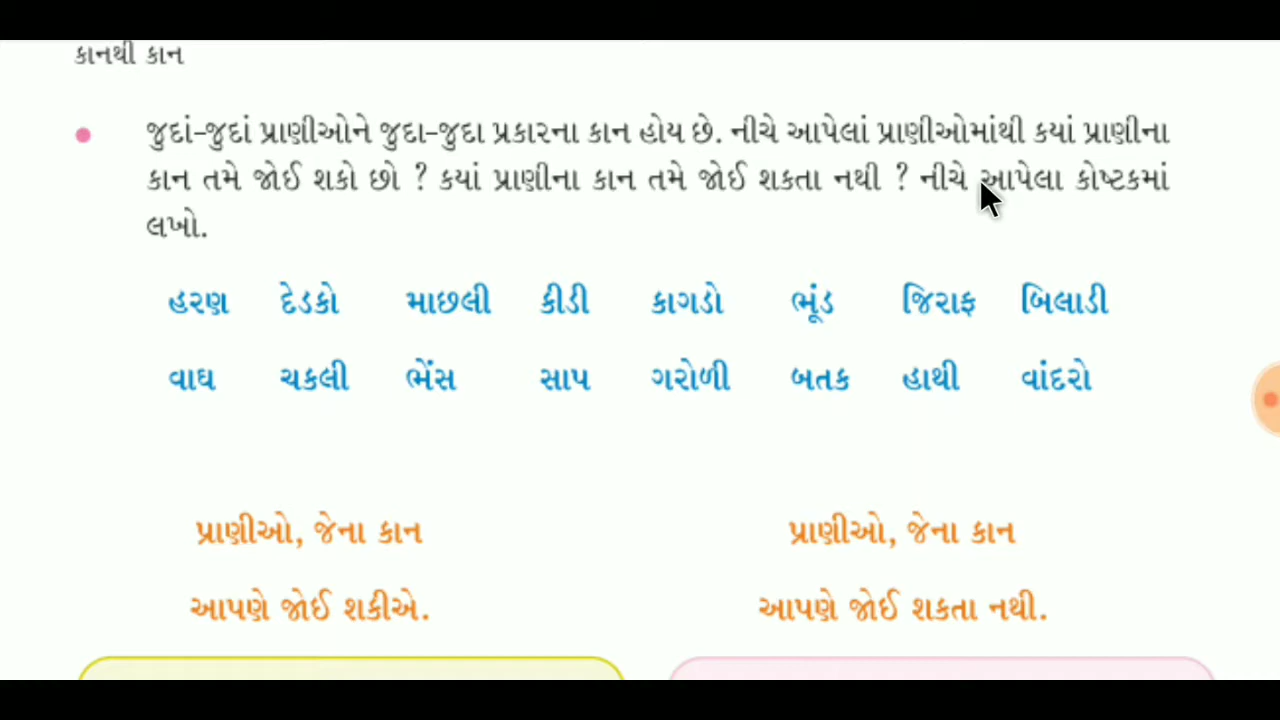 કાનથી કાન
જુદાં-જુદાં પ્રાણીઓને જુદા-જુદા પ્રકારના કાન હોય છે. નીચે આપેલાં પ્રાણીઓમાંથી કયાં પ્રાણીના
કાન તમે જોઈ શકો છો ? કયાં પ્રાણીના કાન તમે જોઈ શકતા નથી ? નીચે આપેલા કોષ્ટકમાં
લખો.
હરણ દેડકો માછલી કીડી કાગડો ભૂંડ જિરાફ બિલાડી
વાઘ ચકલી ભેંસ સાપ ગરોળી બતક હાથી વાંદરો
પ્રાણીઓ, જેના કાન પ્રાણીઓ, જેના કાન
આપણે જોઈ શકીએ. આપણે જોઈ શકતા નથી.